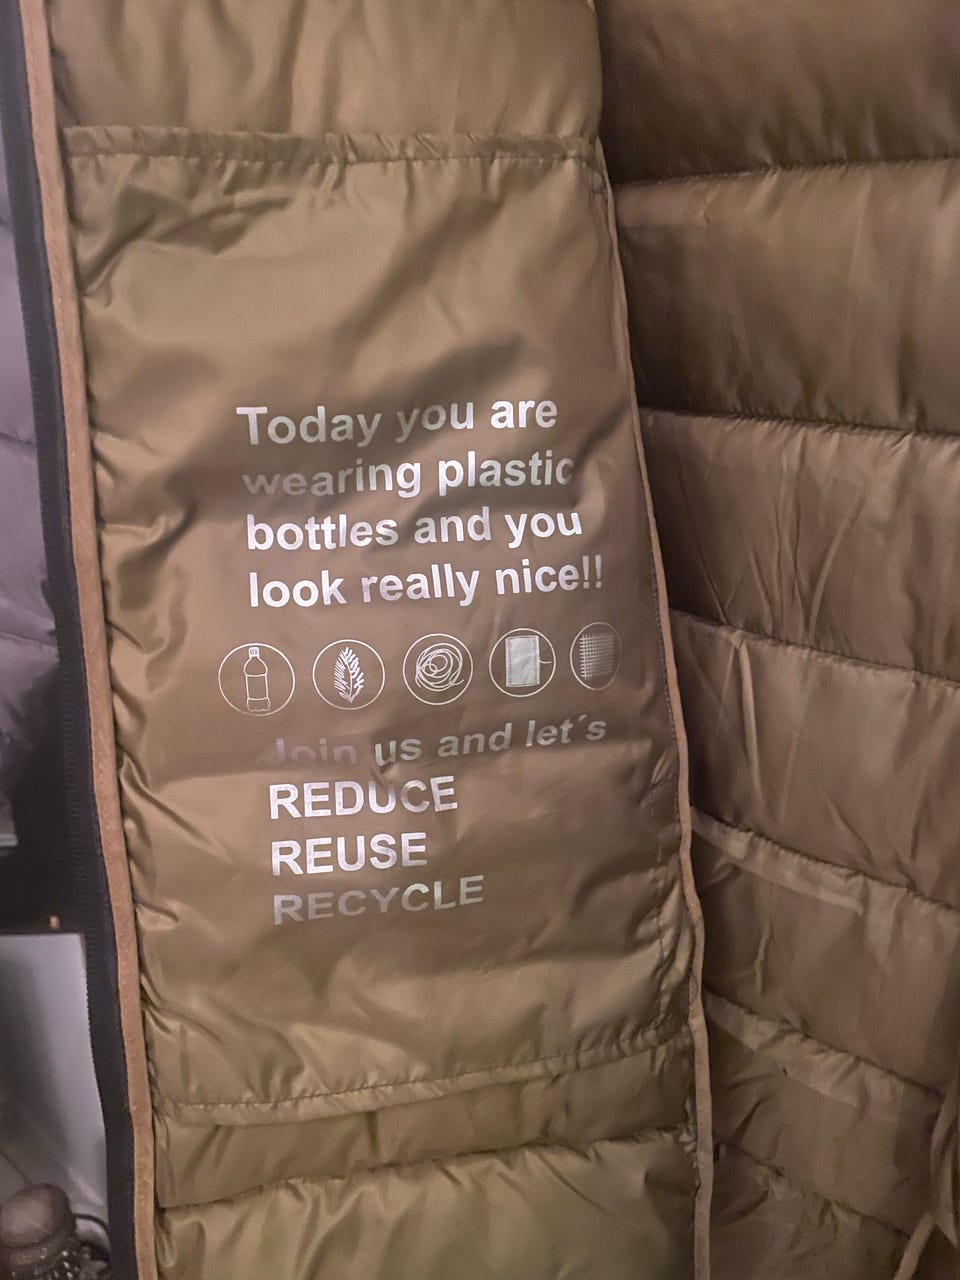 Today you are
wearing plastic
bottles and you
look really nice!!
Join us and let´s
REDUCE
REUSE
RECYCLE